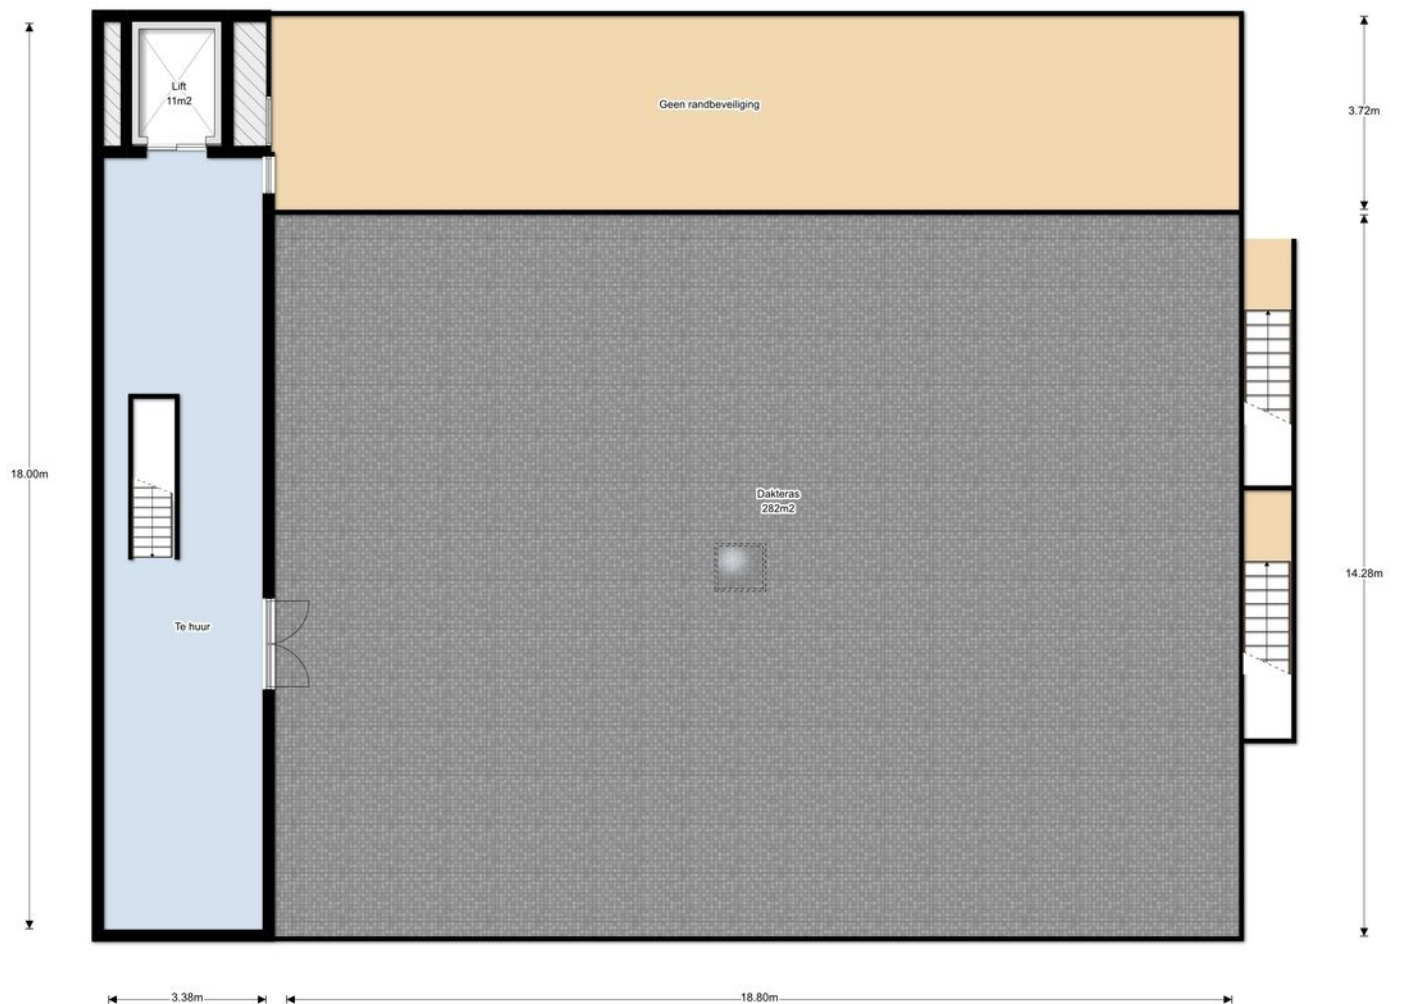 Lift
11m2
Geen randbeveiliging
3.72m
18.00m
Dakteras
282m2
14.28m
Te huur
3.38m
18.80m